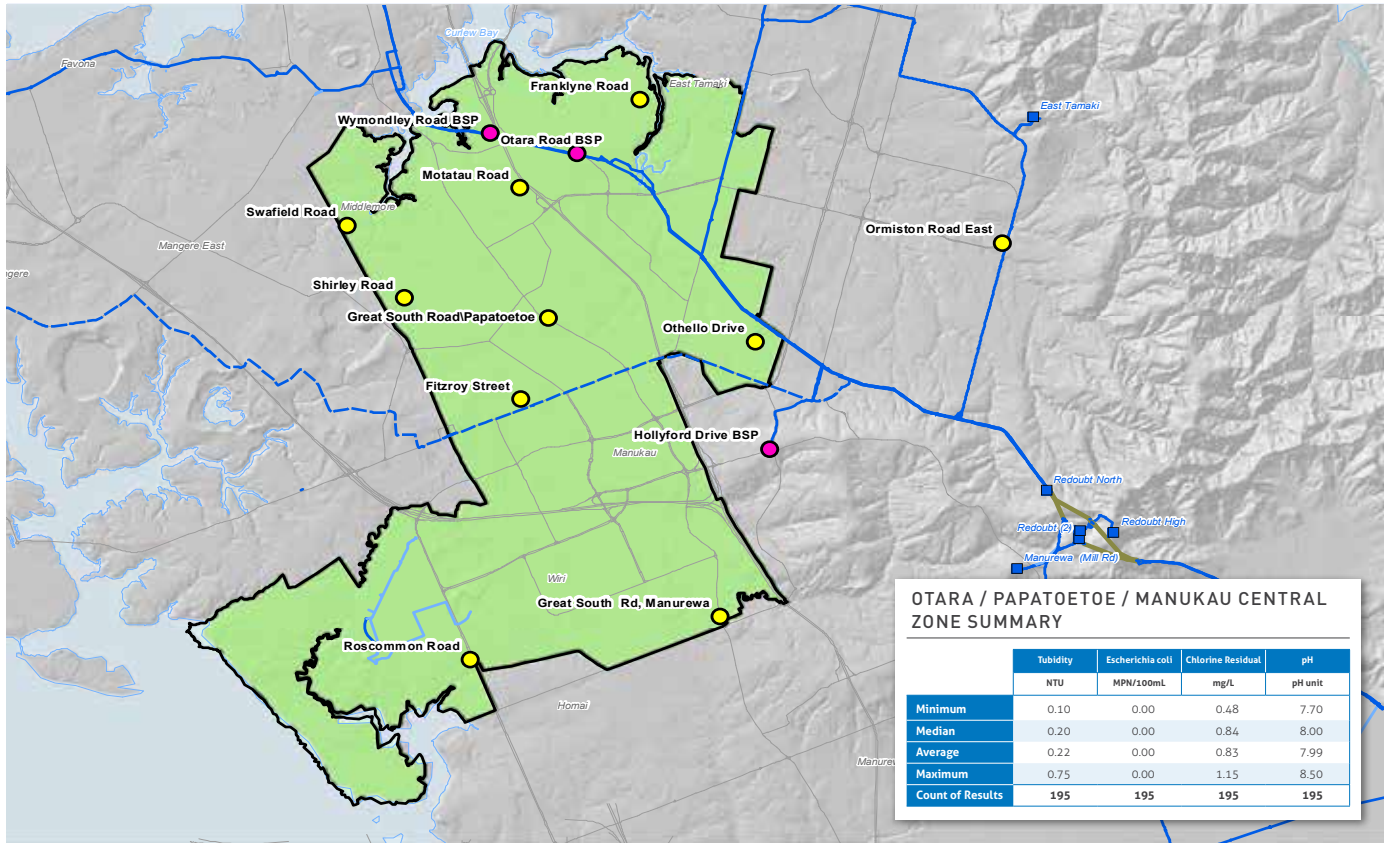 Curlew Bay
Favona
Franklyne Road
East Tamaki
East Tamaki
Wymondley Road BSP
Otara Road BSP
Motatau Road
Middlemore
Swafield Road
Ormiston Road East
Mangere East
ngere
Shirley Road
Great South Road\Papatoetoe
Othello Drive
Fitzroy Street
Hollyford Drive BSP
Manukau
Redoubt North
Redoubt (2)
Redoubt High
Manurewa (Mill Rd)
Wiri
Great South Rd, Manurewa
Roscommon Road
Homai
Manurew
OTARA / PAPATOETOE / MANUKAU CENTRAL
ZONE SUMMARY
Tubidity Escherichia coli Chlorine Residual pH
NTU MPN/100mL mg/L pH unit
Minimum 0.10 0.00 0.48 7.70
Median 0.20 0.00 0.84 8.00
Average 0.22 0.00 0.83 7.99
Maximum 0.75 0.00 1.15 8.50
Count of Results 195 195 195 195